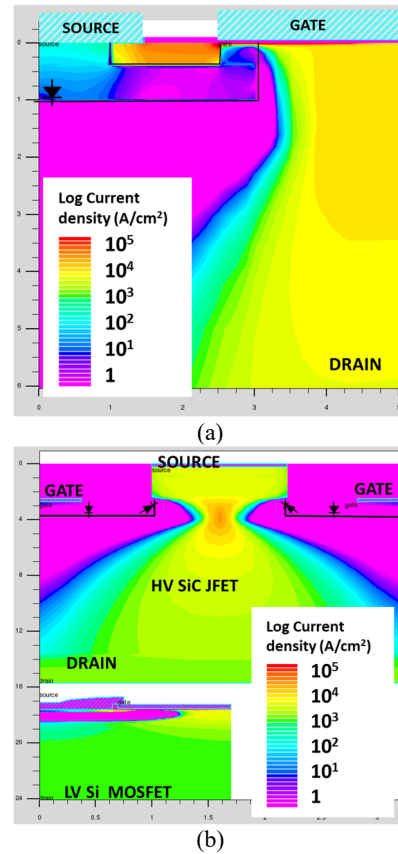 SOURCE GATE
source
gate
0
1
2
3
4
5
6
Log Current
density (A/cm²)
10⁵
10⁴
10³
10²
10¹
1
DRAIN
0 1 2 3 4 5
(a)
SOURCE
source
0
GATE GATE
gate gate
4
HV SiC JFET
8
12
Log Current
density (A/cm²)
10⁵
10⁴
10³
10²
10¹
1
DRAIN
drain
16
source
gate
20
LV Si MOSFET
24
drain
0 0.5 1 1.5 2 2.5 3
(b)